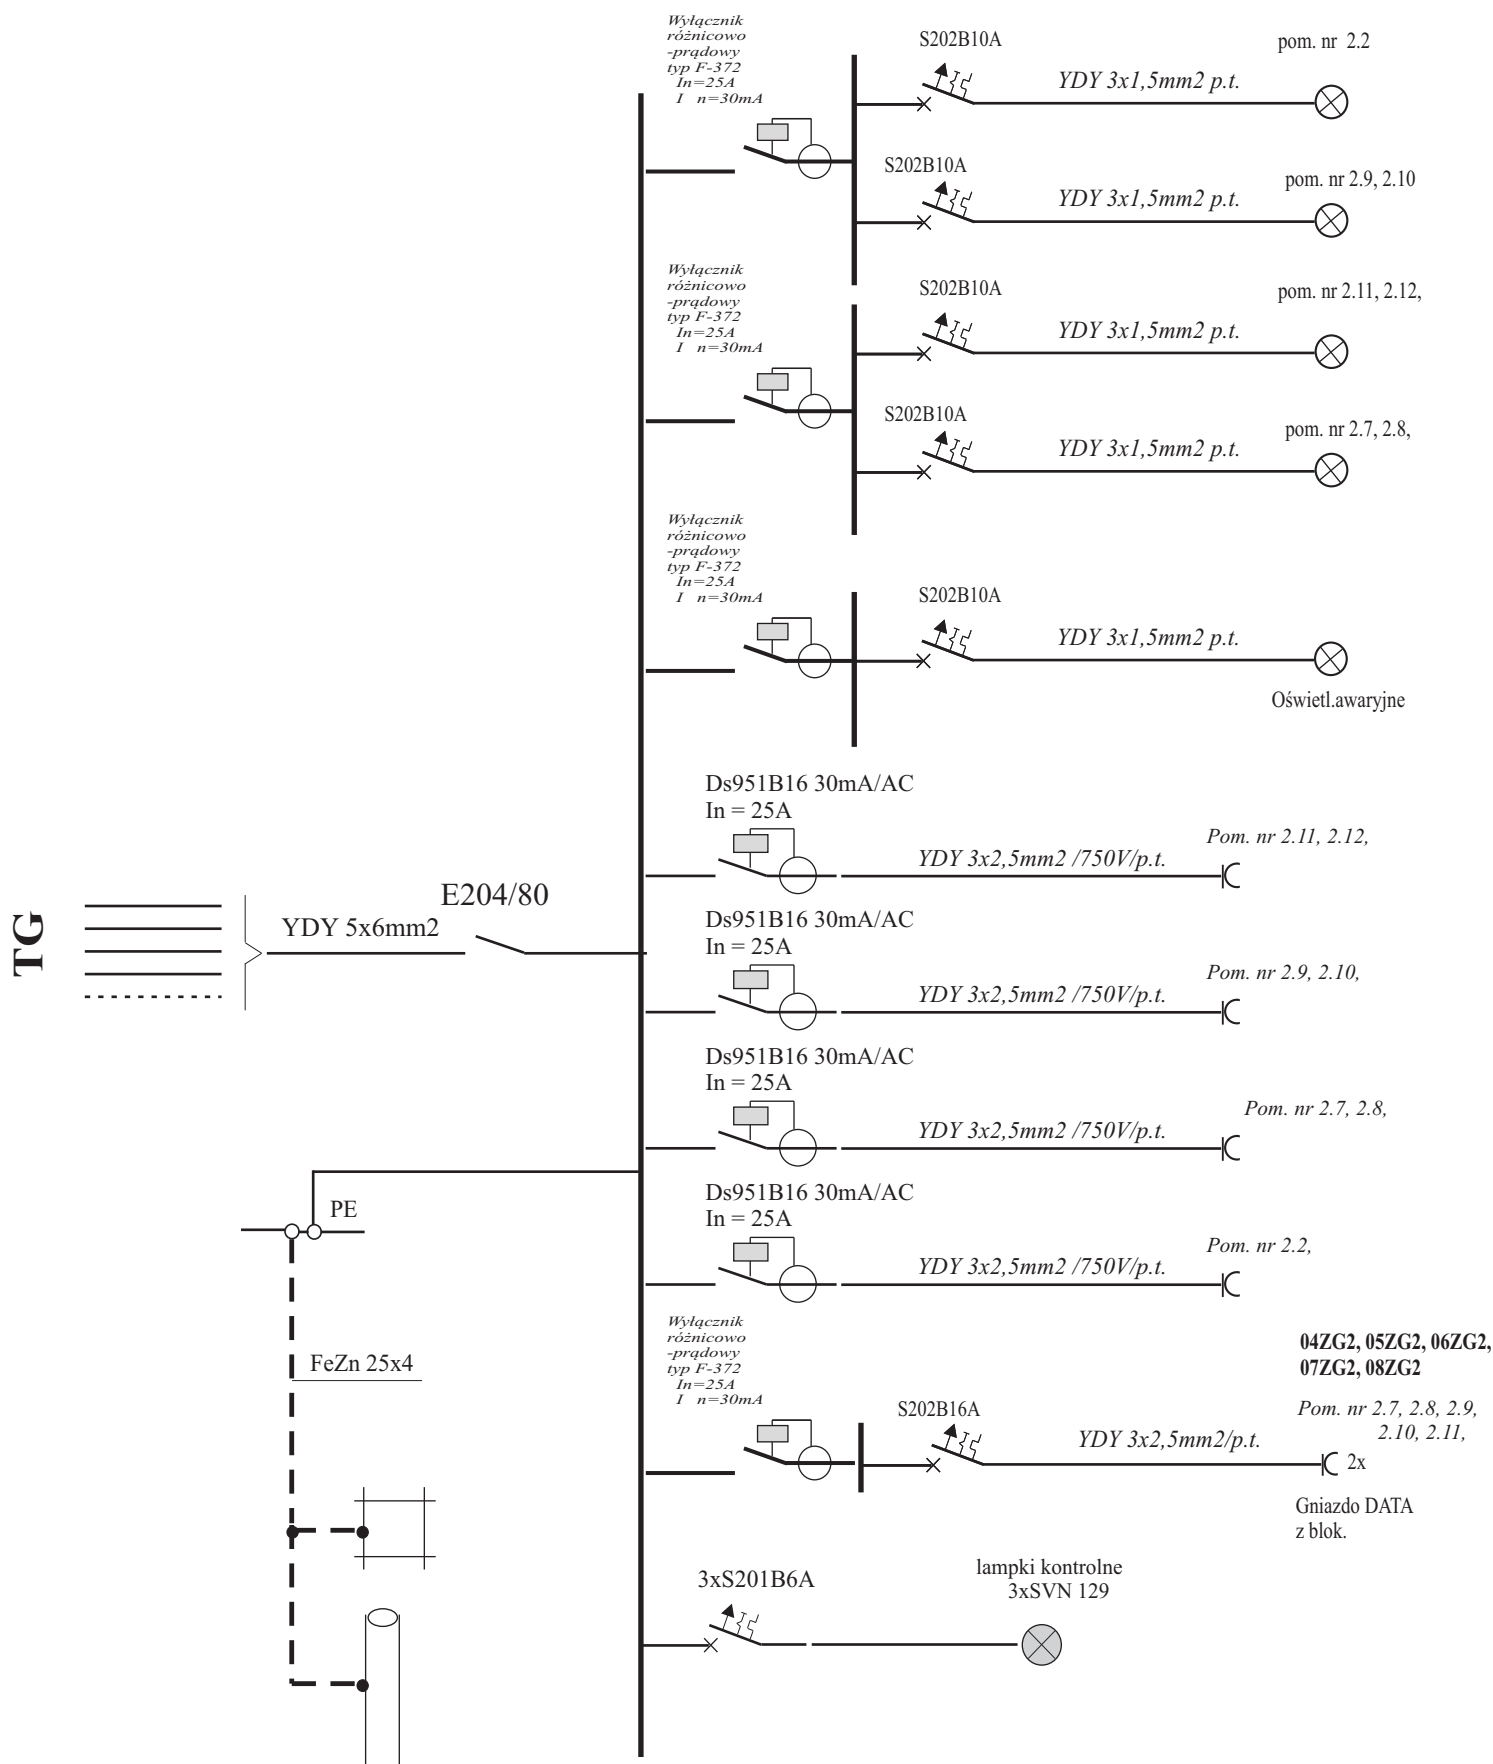 Wyłącznik
różnicowo
-prądowy
typ F-372
In=25A
I n=30mA
S202B10A
YDY 3x1,5mm2 p.t.
pom. nr 2.2
S202B10A
YDY 3x1,5mm2 p.t.
pom. nr 2.9, 2.10
Wyłącznik
różnicowo
-prądowy
typ F-372
In=25A
I n=30mA
S202B10A
YDY 3x1,5mm2 p.t.
pom. nr 2.11, 2.12,
S202B10A
YDY 3x1,5mm2 p.t.
pom. nr 2.7, 2.8,
Wyłącznik
różnicowo
-prądowy
typ F-372
In=25A
I n=30mA
S202B10A
YDY 3x1,5mm2 p.t.
Oświetl.awaryjne
Ds951B16 30mA/AC
In = 25A
YDY 3x2,5mm2 /750V/p.t.
Pom. nr 2.11, 2.12,
TG
YDY 5x6mm2
E204/80
Ds951B16 30mA/AC
In = 25A
YDY 3x2,5mm2 /750V/p.t.
Pom. nr 2.9, 2.10,
Ds951B16 30mA/AC
In = 25A
YDY 3x2,5mm2 /750V/p.t.
Pom. nr 2.7, 2.8,
PE
Ds951B16 30mA/AC
In = 25A
YDY 3x2,5mm2 /750V/p.t.
Pom. nr 2.2,
FeZn 25x4
Wyłącznik
różnicowo
-prądowy
typ F-372
In=25A
I n=30mA
S202B16A
YDY 3x2,5mm2/p.t.
04ZG2, 05ZG2, 06ZG2,
07ZG2, 08ZG2
Pom. nr 2.7, 2.8, 2.9,
2.10, 2.11,
2x
Gniazdo DATA
z blok.
3xS201B6A
lampki kontrolne
3xSVN 129